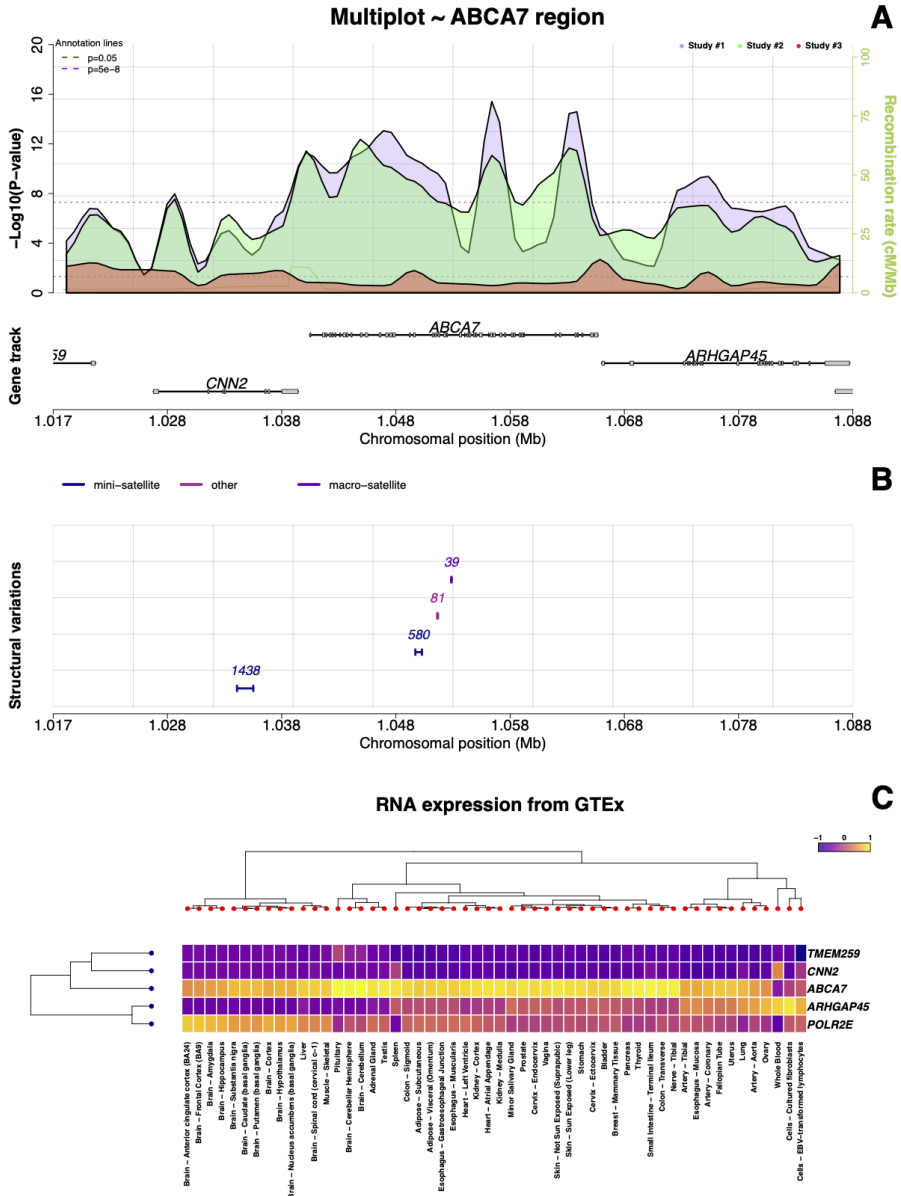 Multiplot ~ ABCA7 region
A
Annotation lines
p=0.05
p=5e−8
Study #1
Study #2
Study #3
20
16
12
8
4
0
−Log10(P−value)
100
75
50
25
0
Recombination rate (cM/Mb)
Gene track
ABCA7
59
ARHGAP45
CNN2
1.017 1.028 1.038 1.048 1.058 1.068 1.078 1.088
Chromosomal position (Mb)
B
mini−satellite
other
macro−satellite
Structural variations
39
81
580
1438
1.017 1.028 1.038 1.048 1.058 1.068 1.078 1.088
Chromosomal position (Mb)
C
RNA expression from GTEx
−1 0 1
TMEM259
CNN2
ABCA7
ARHGAP45
POLR2E
Brain − Anterior cingulate cortex (BA24)
Brain − Frontal Cortex (BA9)
Brain − Amygdala
Brain − Hippocampus
Brain − Substantia nigra
Brain − Caudate (basal ganglia)
Brain − Putamen (basal ganglia)
Brain − Cortex
Brain − Hypothalamus
Brain − Nucleus accumbens (basal ganglia)
Liver
Brain − Spinal cord (cervical c−1)
Muscle − Skeletal
Pituitary
Brain − Cerebellar Hemisphere
Brain − Cerebellum
Adrenal Gland
Testis
Spleen
Colon − Sigmoid
Adipose − Subcutaneous
Adipose − Visceral (Omentum)
Esophagus − Gastroesophageal Junction
Esophagus − Muscularis
Heart − Left Ventricle
Kidney − Cortex
Heart − Atrial Appendage
Kidney − Medulla
Minor Salivary Gland
Prostate
Cervix − Endocervix
Vagina
Skin − Not Sun Exposed (Suprapubic)
Skin − Sun Exposed (Lower leg)
Stomach
Cervix − Ectocervix
Bladder
Breast − Mammary Tissue
Pancreas
Thyroid
Small Intestine − Terminal Ileum
Colon − Transverse
Nerve − Tibial
Artery − Tibial
Esophagus − Mucosa
Artery − Coronary
Fallopian Tube
Uterus
Lung
Artery − Aorta
Ovary
Whole Blood
Cells − Cultured fibroblasts
Cells − EBV−transformed lymphocytes